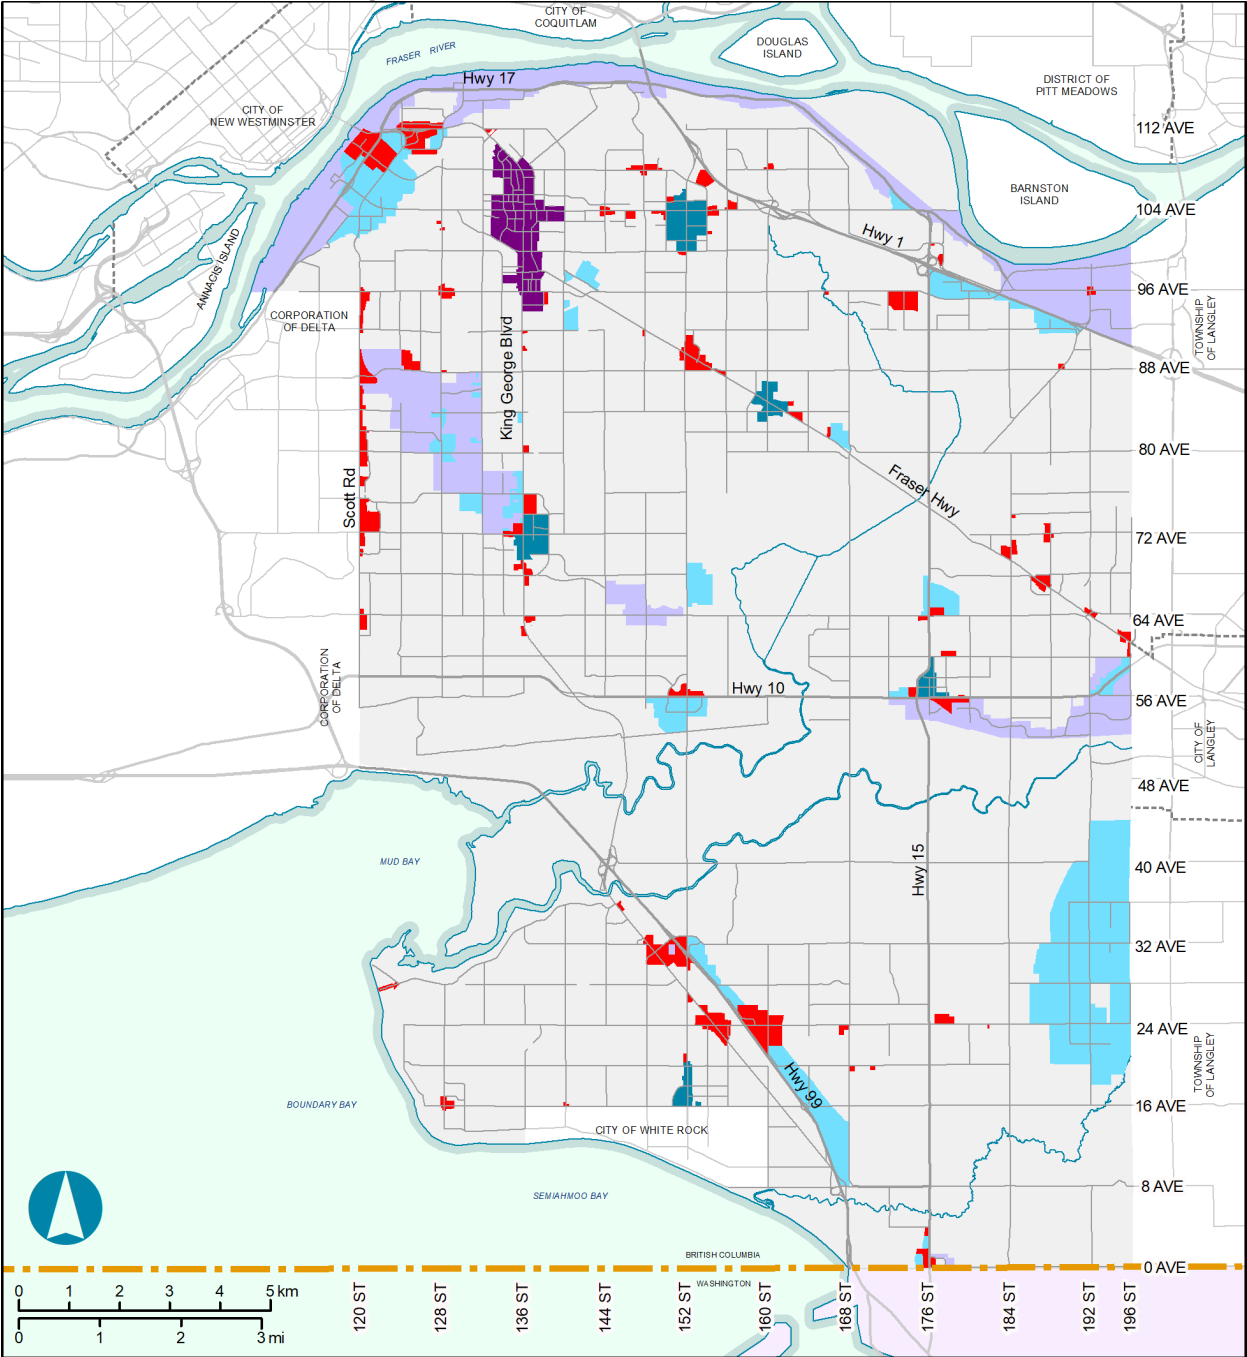 CITY OF
COQUITLAM
DOUGLAS
ISLAND
FRASER RIVER
Hwy 17
DISTRICT OF
PITT MEADOWS
CITY OF
NEW WESTMINSTER
112 AVE
BARNSTON
ISLAND
104 AVE
Hwy 1
ANNACIS ISLAND
96 AVE
CORPORATION
OF DELTA
TOWNSHIP
OF LANGLEY
88 AVE
King George Blvd
80 AVE
Scott Rd
Fraser Hwy
72 AVE
64 AVE
CORPORATION
OF DELTA
Hwy 10
56 AVE
CITY OF
LANGLEY
48 AVE
MUD BAY
Hwy 15
40 AVE
32 AVE
24 AVE
TOWNSHIP
OF LANGLEY
Hwy 99
BOUNDARY BAY
16 AVE
CITY OF WHITE ROCK
8 AVE
SEMIAHMOO BAY
BRITISH COLUMBIA
0 AVE
WASHINGTON
0 1 2 3 4 5 km
0 1 2 3 mi
120 ST
128 ST
136 ST
144 ST
152 ST
160 ST
168 ST
176 ST
184 ST
192 ST
196 ST